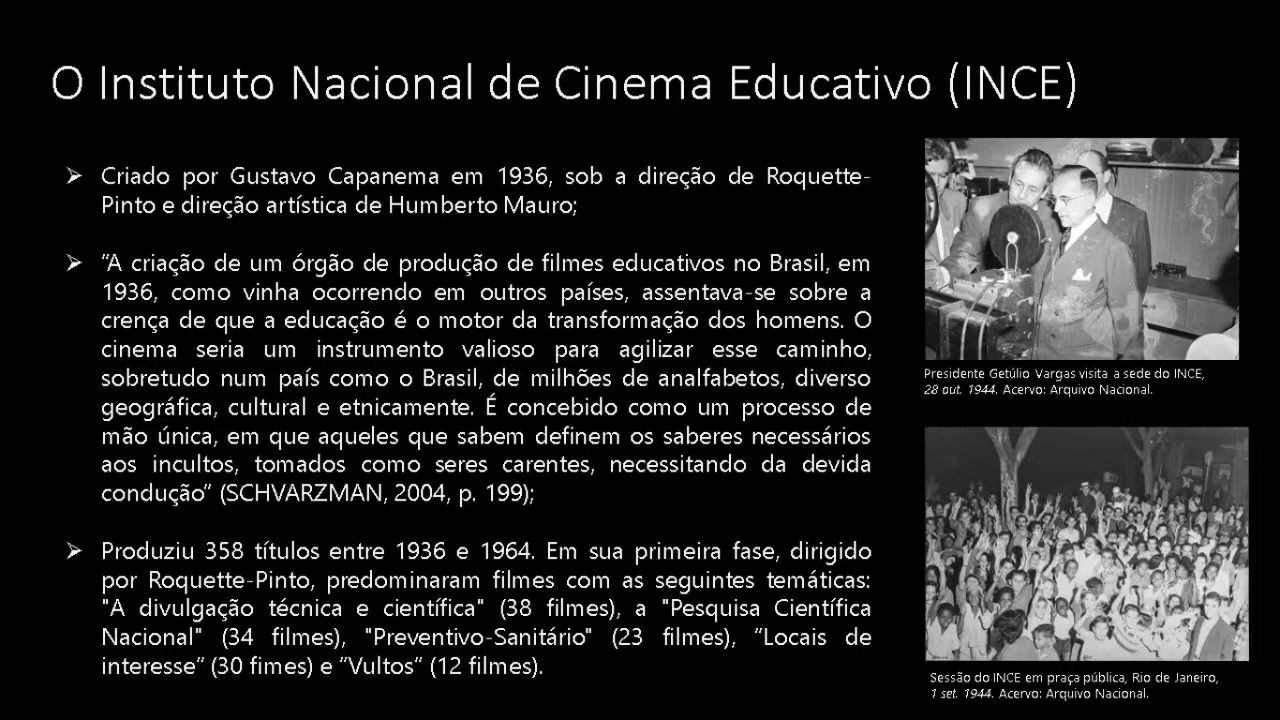 O Instituto Nacional de Cinema Educativo (INCE)
➢ Criado por Gustavo Capanema em 1936, sob a direção de Roquette-
Pinto e direção artística de Humberto Mauro;
➢ “A criação de um órgão de produção de filmes educativos no Brasil, em
1936, como vinha ocorrendo em outros países, assentava-se sobre a
crença de que a educação é o motor da transformação dos homens. O
cinema seria um instrumento valioso para agilizar esse caminho,
sobretudo num país como o Brasil, de milhões de analfabetos, diverso
geográfica, cultural e etnicamente. É concebido como um processo de
mão única, em que aqueles que sabem definem os saberes necessários
aos incultos, tomados como seres carentes, necessitando da devida
condução” (SCHVARZMAN, 2004, p. 199);
➢ Produziu 358 títulos entre 1936 e 1964. Em sua primeira fase, dirigido
por Roquette-Pinto, predominaram filmes com as seguintes temáticas:
"A divulgação técnica e científica" (38 filmes), a "Pesquisa Científica
Nacional" (34 filmes), "Preventivo-Sanitário" (23 filmes), “Locais de
interesse“ (30 fimes) e “Vultos” (12 filmes).
Presidente Getúlio Vargas visita a sede do INCE,
28 out. 1944. Acervo: Arquivo Nacional.
Sessão do INCE em praça pública, Rio de Janeiro,
1 set. 1944. Acervo: Arquivo Nacional.